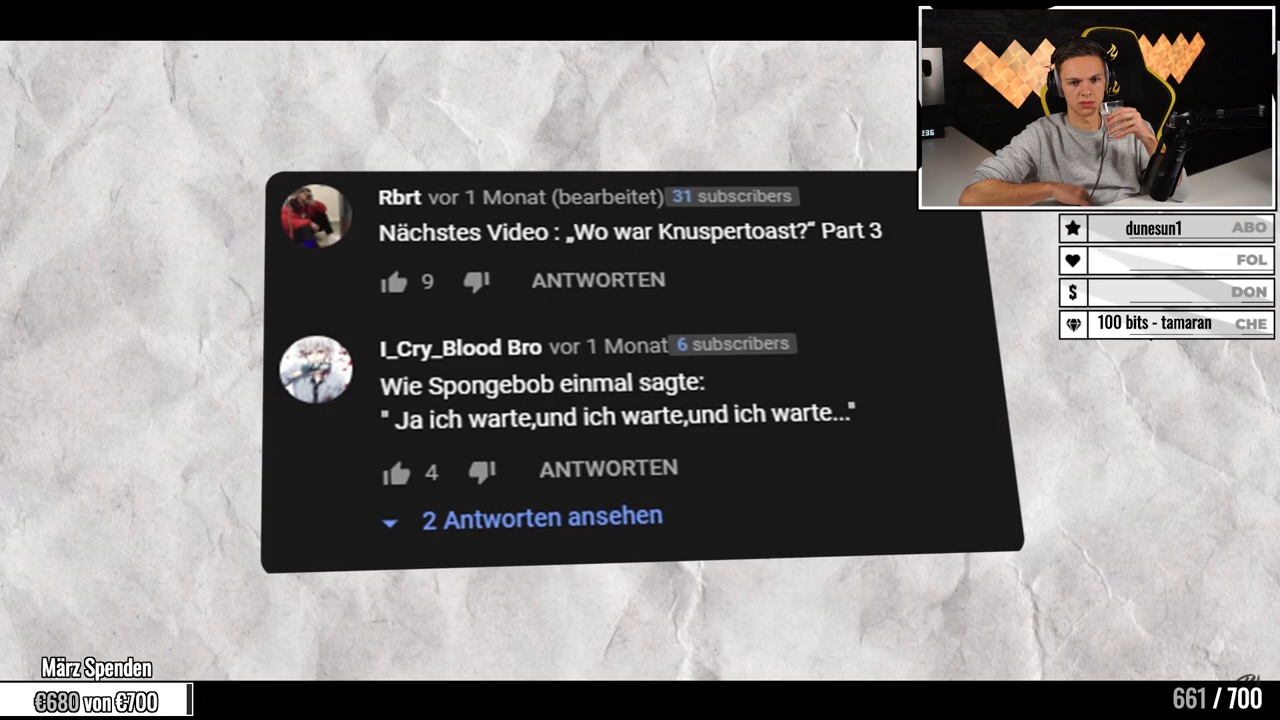 Rbrt vor 1 Monat (bearbeitet) 31 subscribers
Nächstes Video : „Wo war Knuspertoast?“ Part 3
9 ANTWORTEN
I_Cry_Blood Bro vor 1 Monat 6 subscribers
Wie Spongebob einmal sagte:
" Ja ich warte,und ich warte,und ich warte..."
4 ANTWORTEN
2 Antworten ansehen
236
dunesun1 ABO
FOL
$ DON
100 bits - tamaran CHE
März Spenden
€680 von €700
661 / 700